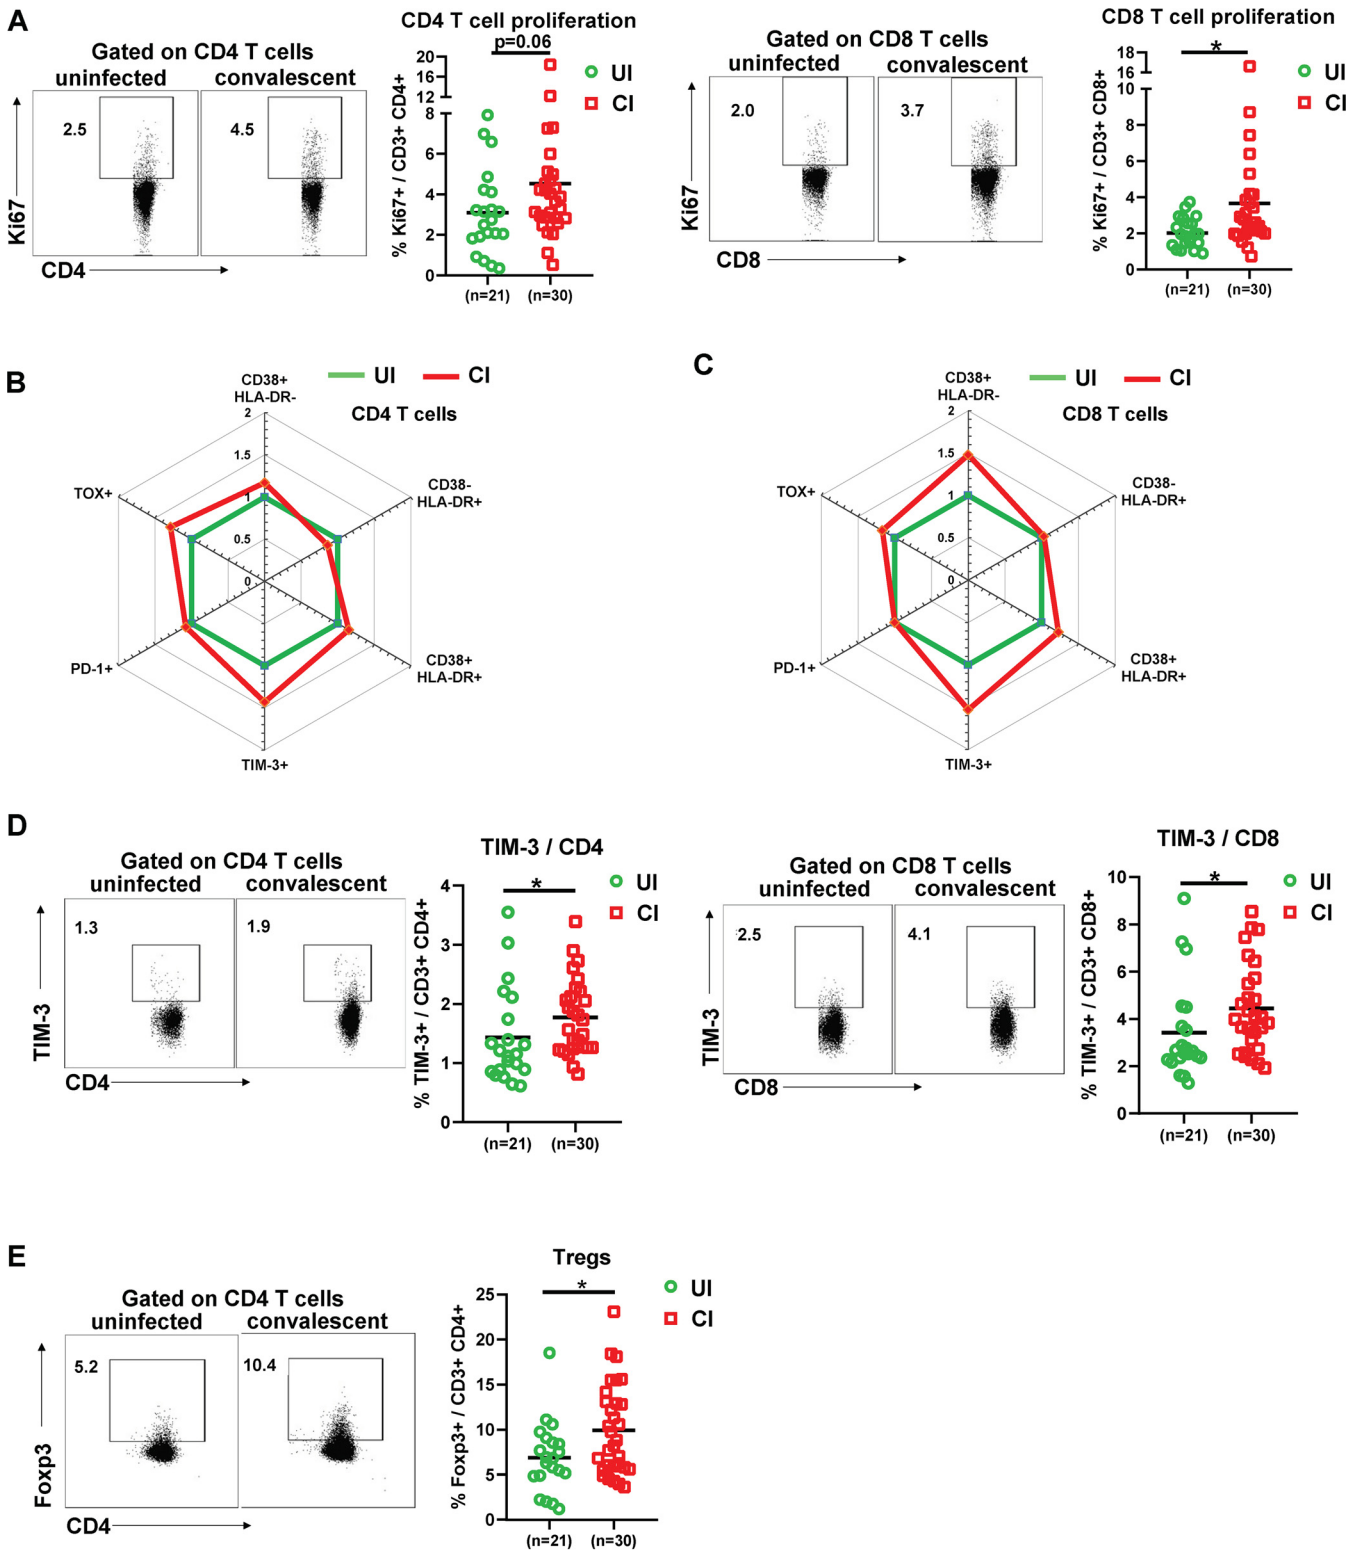 A
Gated on CD4 T cells
uninfected convalescent
2.5
4.5
Ki67
CD4
CD4 T cell proliferation
p=0.06
% Ki67+ / CD3+ CD4+
20
16
12
8
6
4
2
0
(n=21) (n=30)
UI
CI
Gated on CD8 T cells
uninfected convalescent
2.0
3.7
Ki67
CD8
CD8 T cell proliferation
*
% Ki67+ / CD3+ CD8+
18
16
10
8
6
4
2
0
(n=21) (n=30)
UI
CI
B
UI CI
CD4 T cells
CD38+
HLA-DR-
2
1.5
1
0.5
0
CD38-
HLA-DR+
CD38+
HLA-DR+
TIM-3+
PD-1+
TOX+
C
UI CI
CD8 T cells
CD38+
HLA-DR-
2
1.5
1
0.5
0
CD38-
HLA-DR+
CD38+
HLA-DR+
TIM-3+
PD-1+
TOX+
D
Gated on CD4 T cells
uninfected convalescent
1.3
1.9
TIM-3
CD4
TIM-3 / CD4
*
% TIM-3+ / CD3+ CD4+
4
3
2
1
0
(n=21) (n=30)
UI
CI
Gated on CD8 T cells
uninfected convalescent
2.5
4.1
TIM-3
CD8
TIM-3 / CD8
*
% TIM-3+ / CD3+ CD8+
10
8
6
4
2
0
(n=21) (n=30)
UI
CI
E
Gated on CD4 T cells
uninfected convalescent
5.2
10.4
Foxp3
CD4
Tregs
*
% Foxp3+ / CD3+ CD4+
25
20
15
10
5
0
(n=21) (n=30)
UI
CI